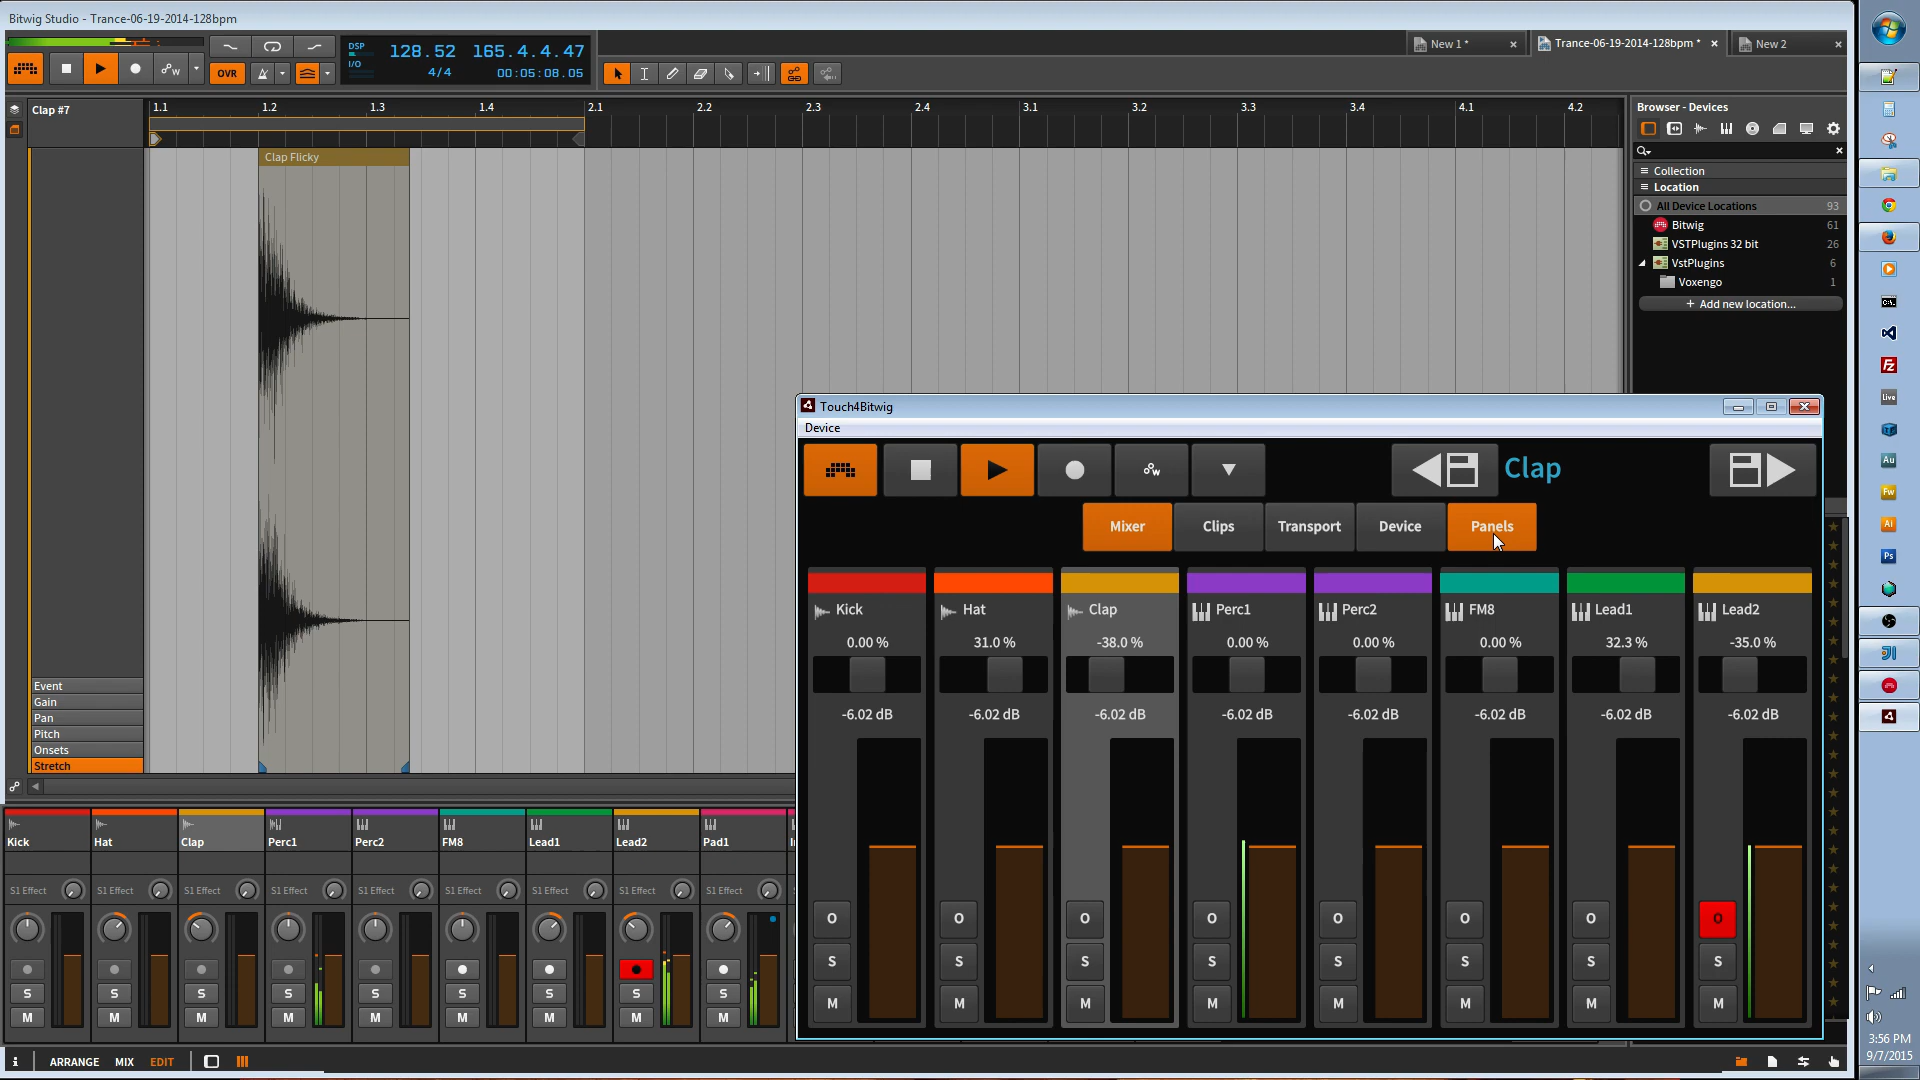 Bitwig Studio - Trance-06-19-2014-128bpm
OVR
DSP
I/O
128.52 165.4.4.47
4/4 00:05:08.05
New 1 *
Trance-06-19-2014-128bpm *
New 2
Clap #7
1.1 1.2 1.3 1.4 2.1 2.2 2.3 2.4 3.1 3.2 3.3 3.4 4.1 4.2
Clap Flicky
Event
Gain
Pan
Pitch
Onsets
Stretch
Browser - Devices
Collection
Location
All Device Locations 93
Bitwig 61
VSTPlugins 32 bit 26
VstPlugins 6
Voxengo 1
+ Add new location...
Touch4Bitwig
Device
Clap
Mixer Clips Transport Device Panels
Kick Hat Clap Perc1 Perc2 FM8 Lead1 Lead2
0.00 % 31.0 % -38.0 % 0.00 % 0.00 % 0.00 % 32.3 % -35.0 %
-6.02 dB -6.02 dB -6.02 dB -6.02 dB -6.02 dB -6.02 dB -6.02 dB -6.02 dB
O O O O O O O O
S S S S S S S S
M M M M M M M M
Kick Hat Clap Perc1 Perc2 FM8 Lead1 Lead2 Pad1
S1 Effect S1 Effect S1 Effect S1 Effect S1 Effect S1 Effect S1 Effect S1 Effect S1 Effect
S S S S S S S S S
M M M M M M M M M
i ARRANGE MIX EDIT
C:\.
Fz
Live
Au
Fw
Ai
Ps
3:56 PM
9/7/2015